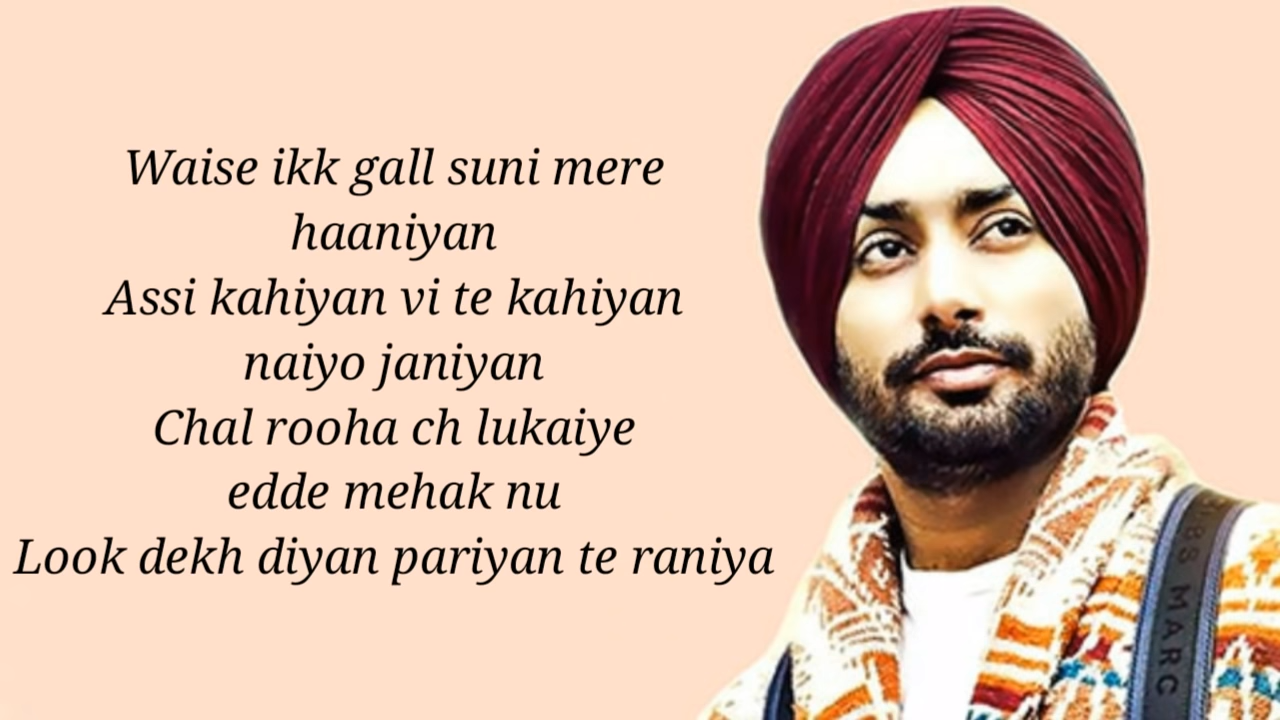 Waise ikk gall suni mere
haaniyan
Assi kahiyan vi te kahiyan
naiyo janiyan
Chal rooha ch lukaiye
edde mehak nu
Look dekh diyan pariyan te raniya
BS MARC